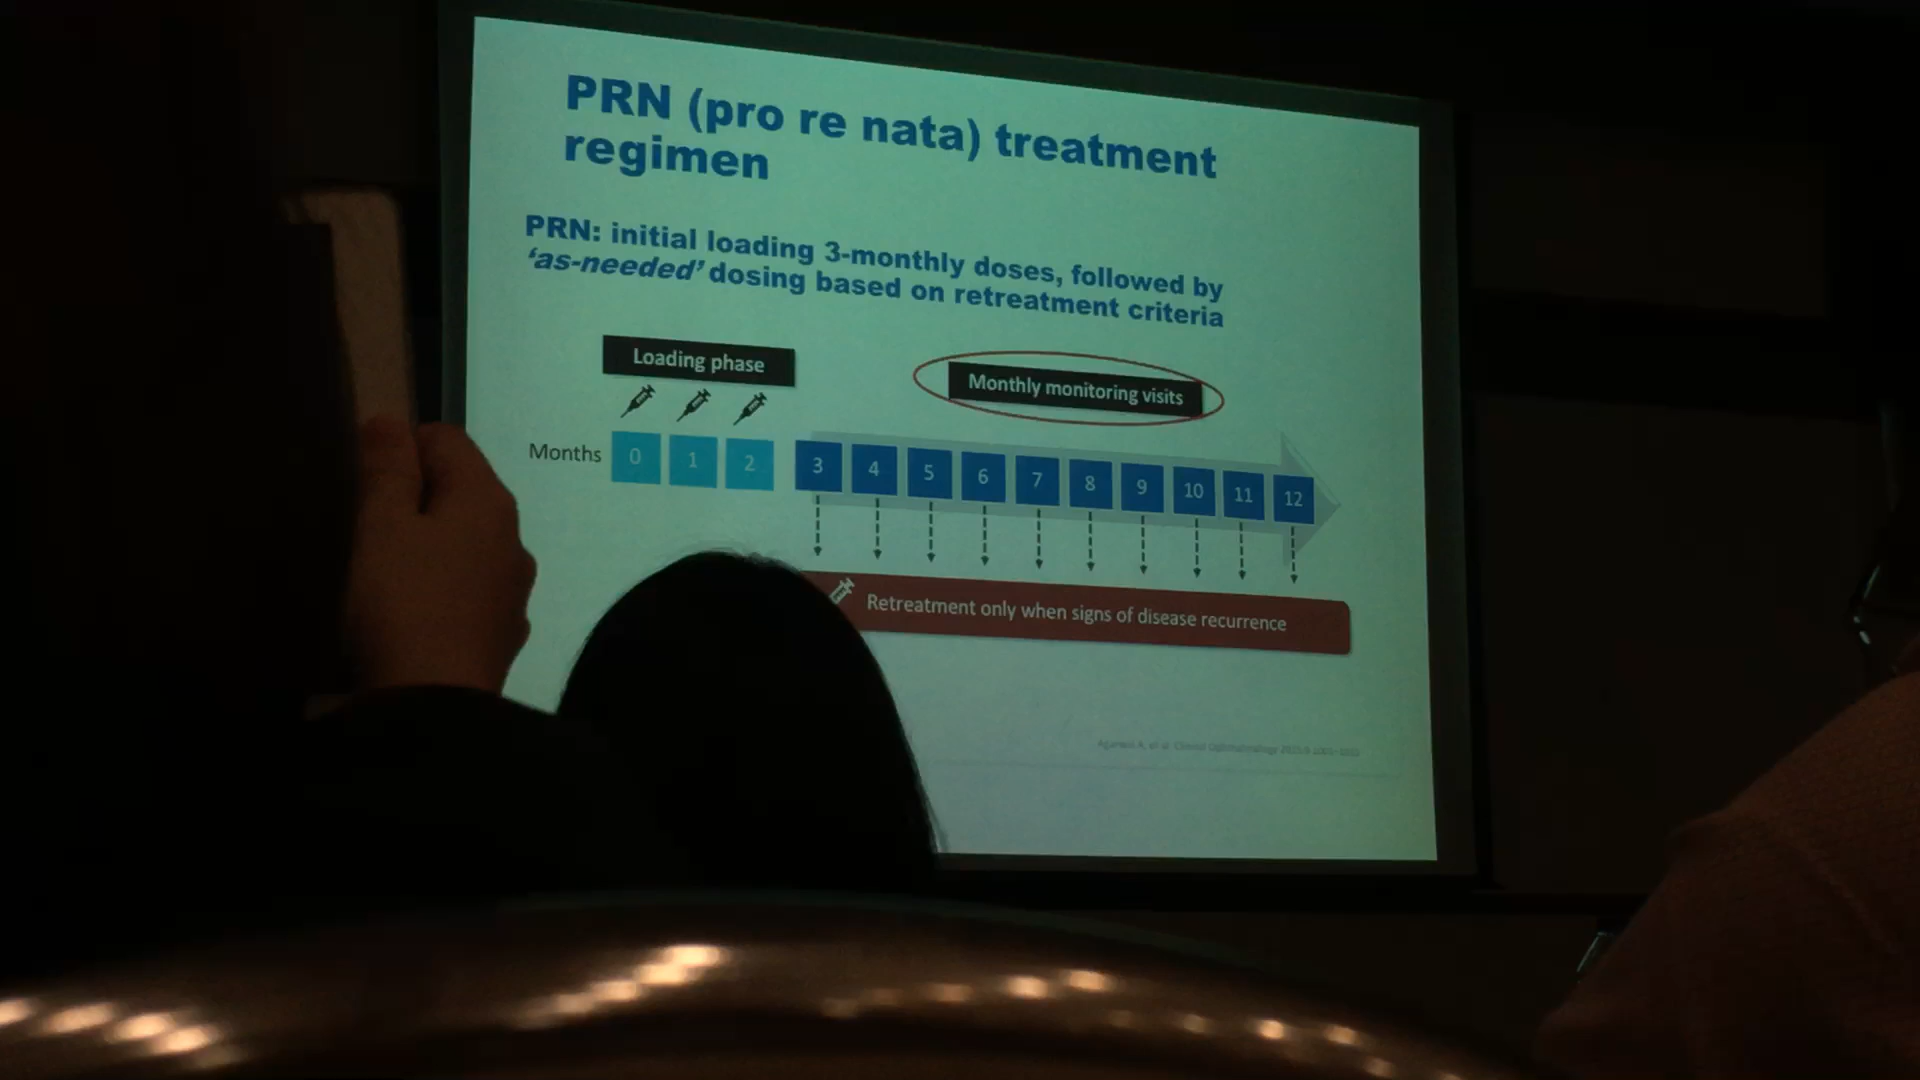 PRN (pro re nata) treatment
regimen
PRN: initial loading 3-monthly doses, followed by
‘as-needed’ dosing based on retreatment criteria
Loading phase
Monthly monitoring visits
Months 0 1 2 3 4 5 6 7 8 9 10 11 12
Retreatment only when signs of disease recurrence